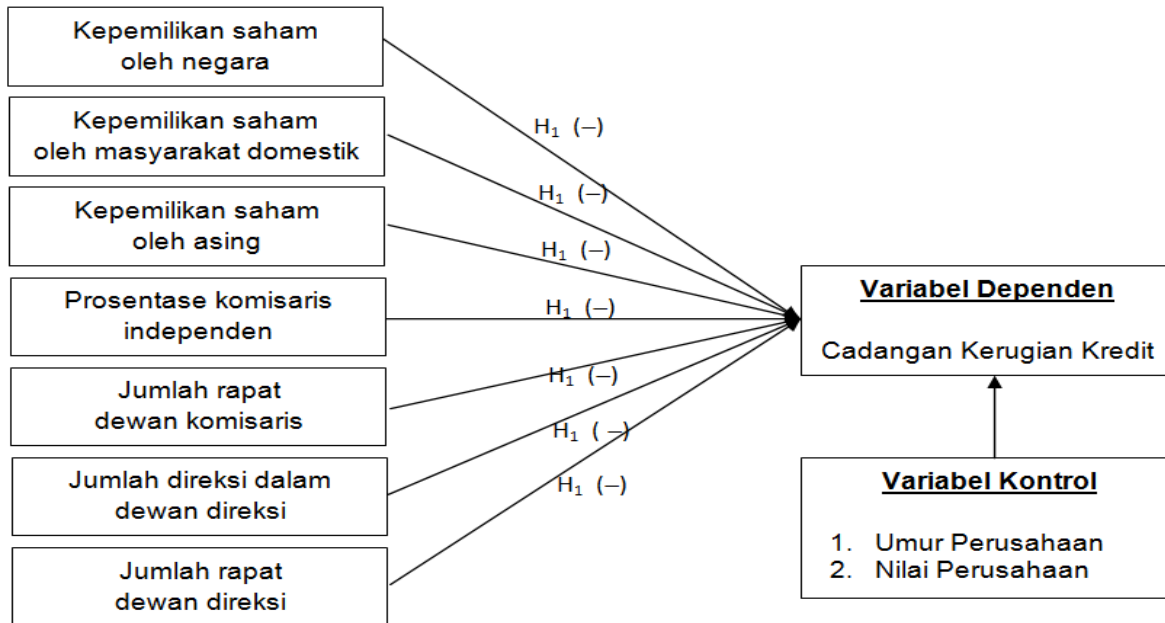 Kepemilikan saham
oleh negara
Kepemilikan saham
oleh masyarakat domestik
Kepemilikan saham
oleh asing
Prosentase komisaris
independen
Jumlah rapat
dewan komisaris
Jumlah direksi dalam
dewan direksi
Jumlah rapat
dewan direksi
H₁ (–)
H₁ (–)
H₁ (–)
H₁ (–)
H₁ (–)
H₁ ( –)
H₁ (–)
Variabel Dependen
Cadangan Kerugian Kredit
Variabel Kontrol
1. Umur Perusahaan
2. Nilai Perusahaan